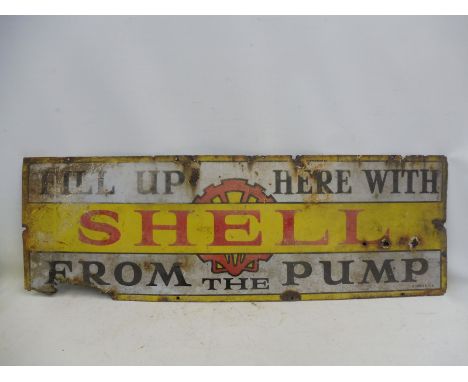 FILL UP HERE WITH
SHELL
FROM THE PUMP